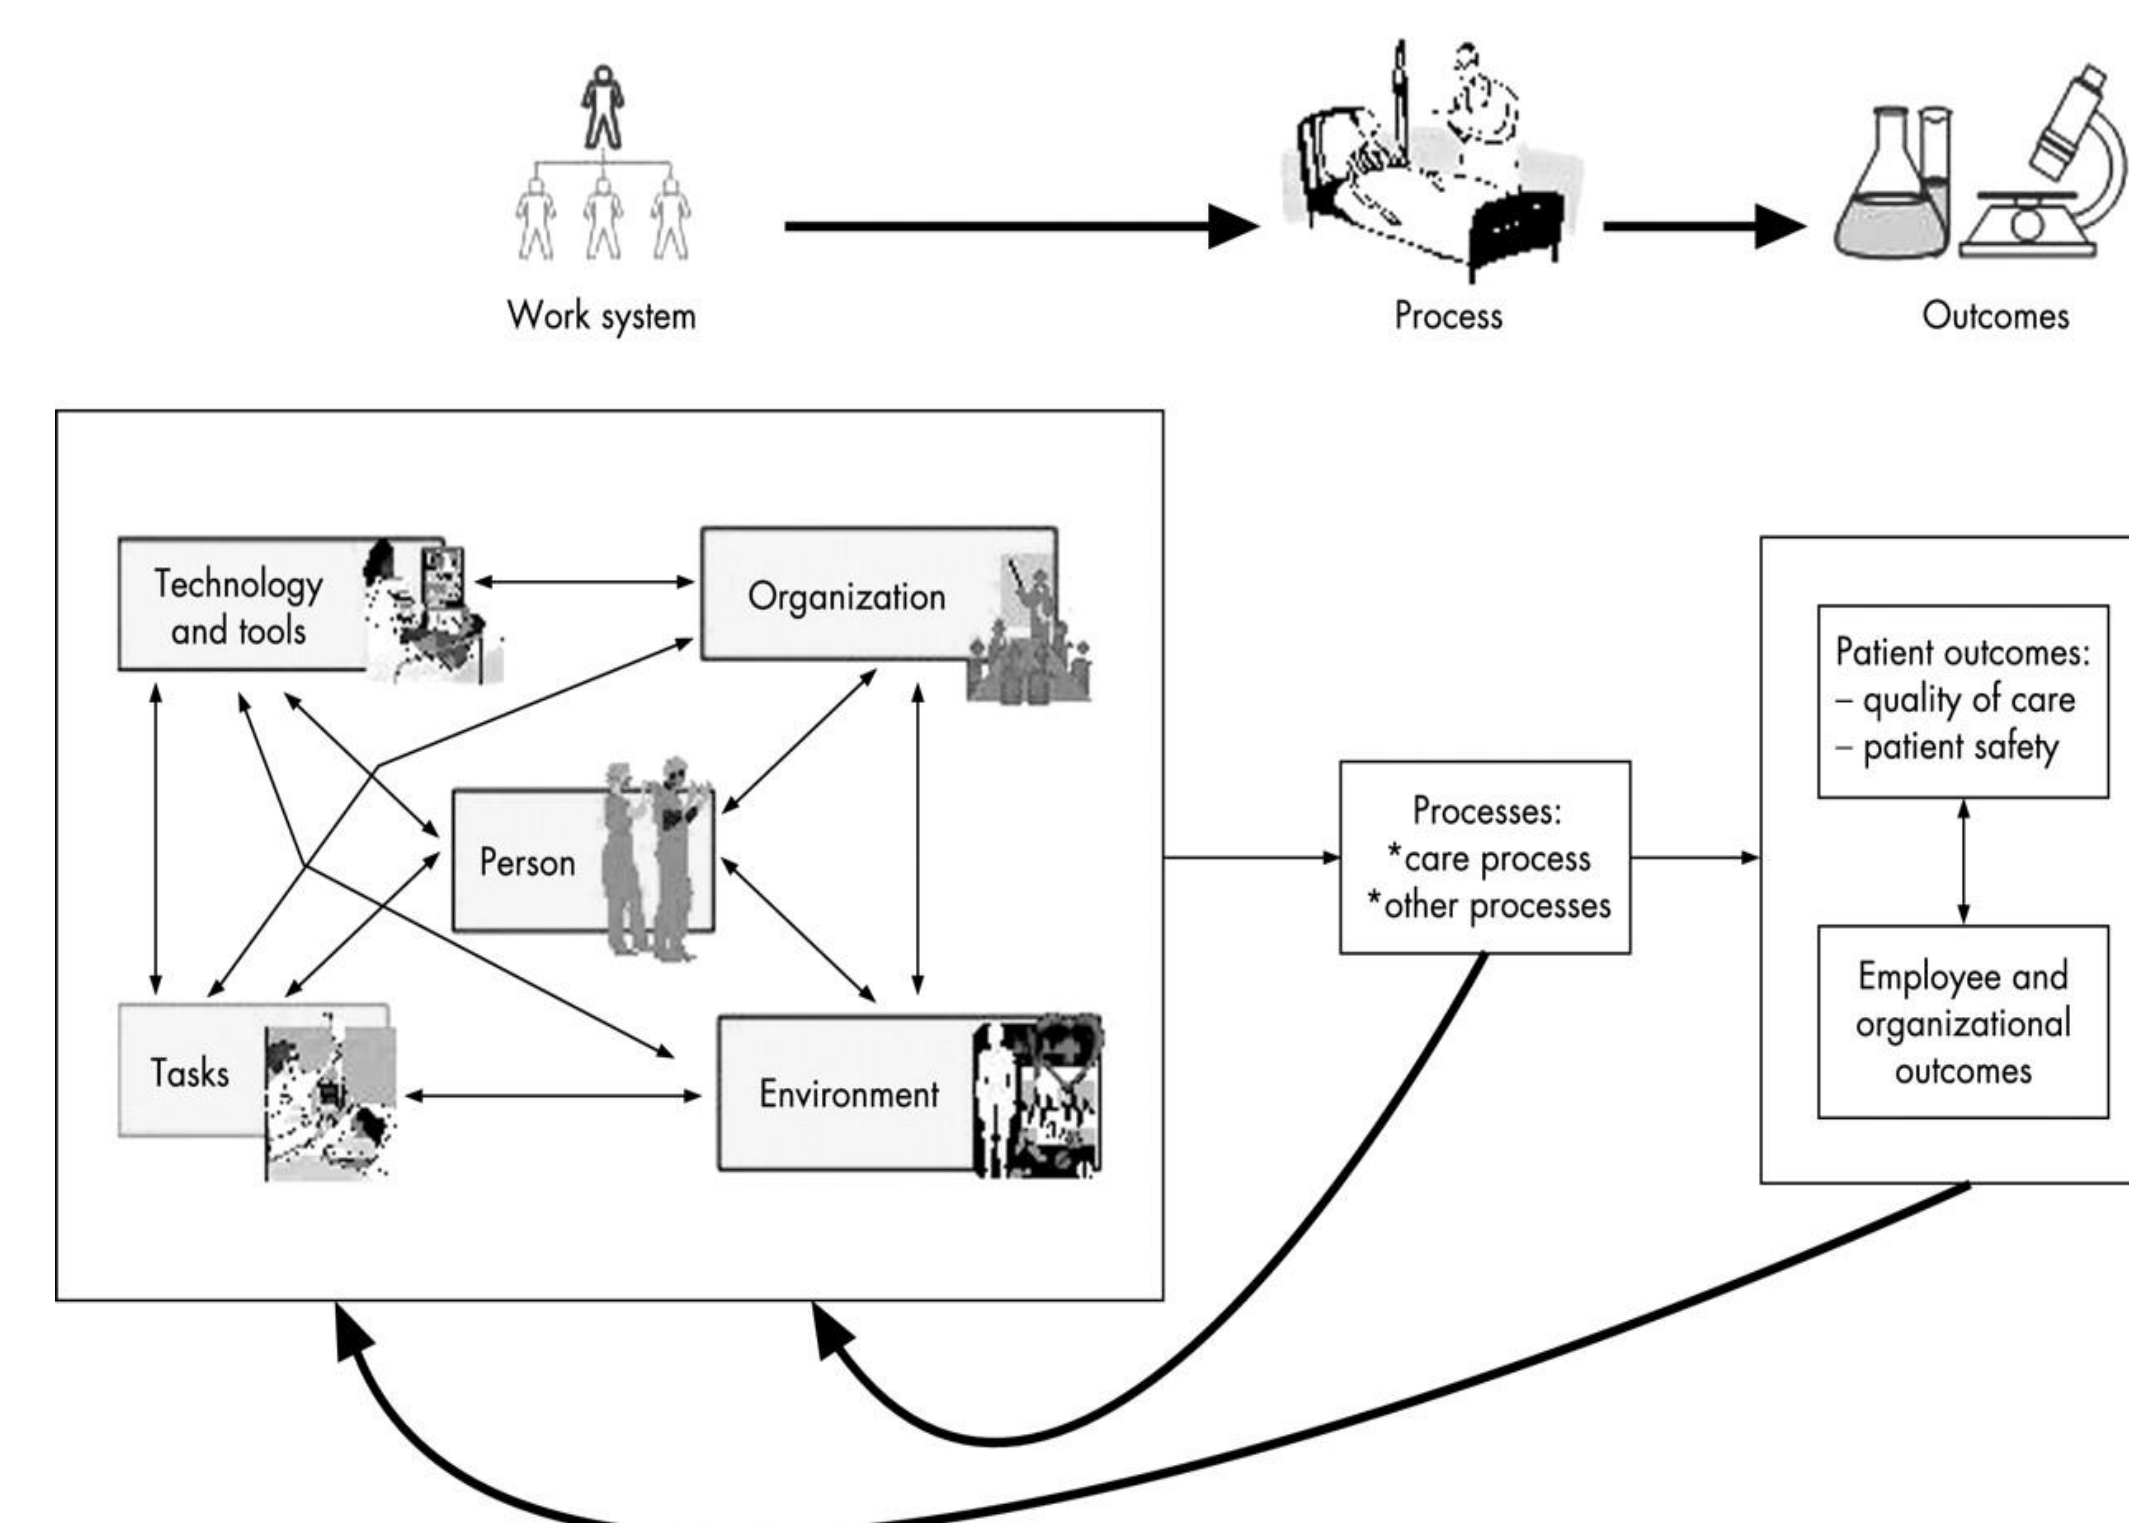 Work system
Process
Outcomes
Technology
and tools
Organization
Person
Tasks
Environment
Processes:
*care process
*other processes
Patient outcomes:
– quality of care
– patient safety
Employee and
organizational
outcomes